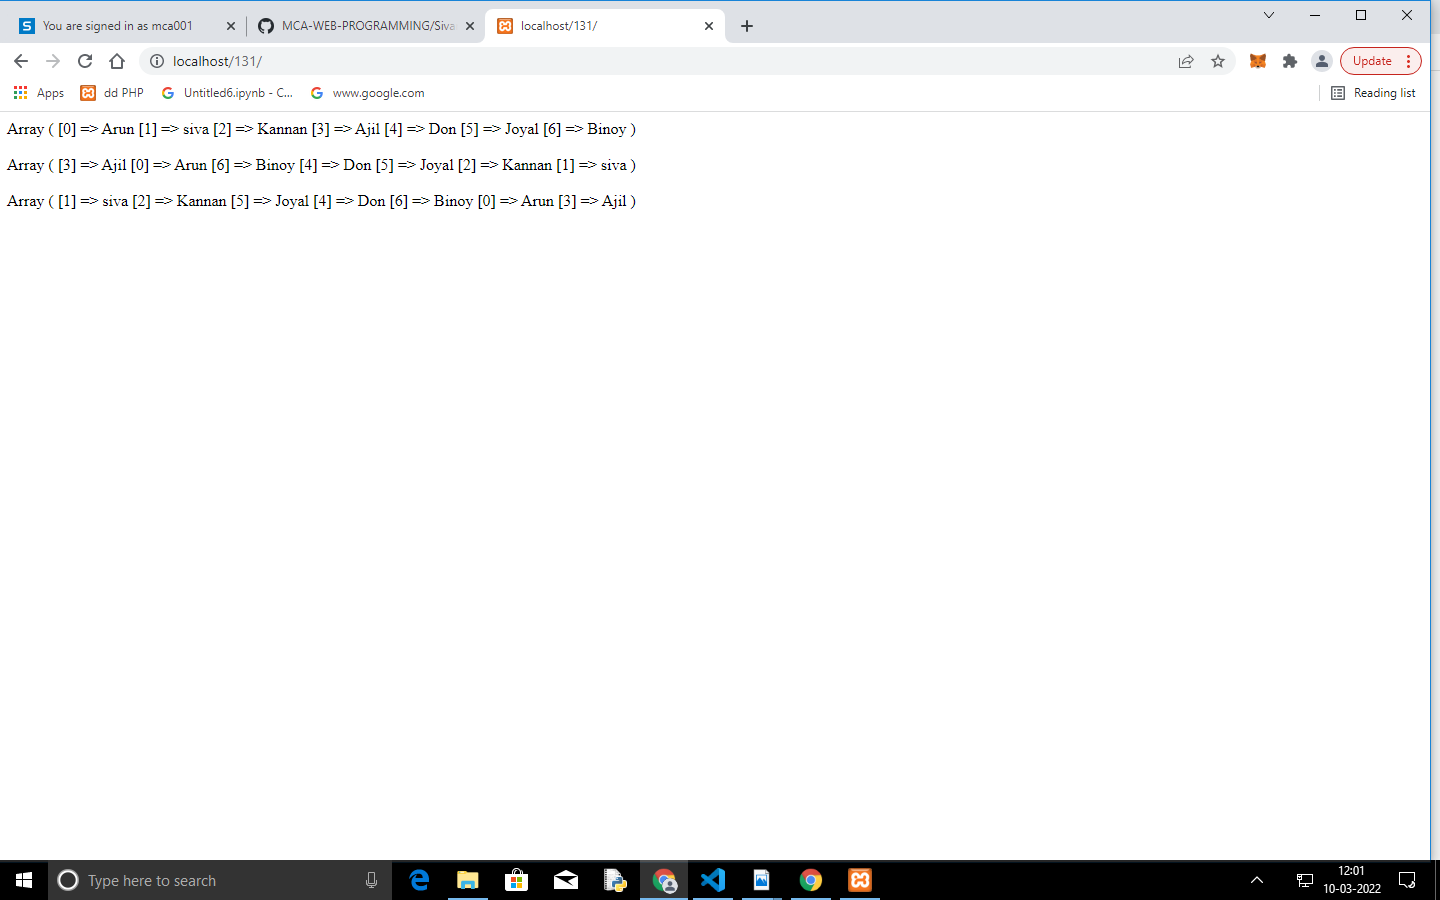 You are signed in as mca001
MCA-WEB-PROGRAMMING/Siva
localhost/131/
localhost/131/
Update
Apps
dd PHP
Untitled6.ipynb - C...
www.google.com
Reading list
Array ( [0] => Arun [1] => siva [2] => Kannan [3] => Ajil [4] => Don [5] => Joyal [6] => Binoy )
Array ( [3] => Ajil [0] => Arun [6] => Binoy [4] => Don [5] => Joyal [2] => Kannan [1] => siva )
Array ( [1] => siva [2] => Kannan [5] => Joyal [4] => Don [6] => Binoy [0] => Arun [3] => Ajil )
Type here to search
12:01
10-03-2022